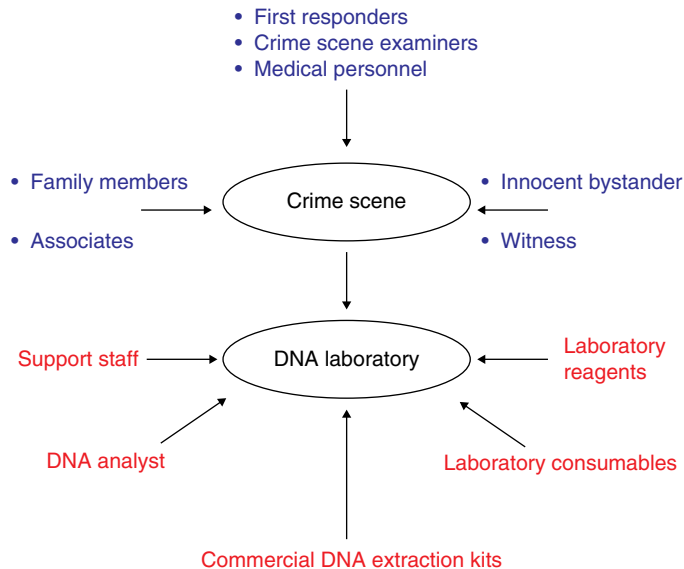 • First responders
• Crime scene examiners
• Medical personnel
• Family members
• Associates
Crime scene
• Innocent bystander
• Witness
Support staff
DNA laboratory
Laboratory
reagents
DNA analyst
Laboratory consumables
Commercial DNA extraction kits